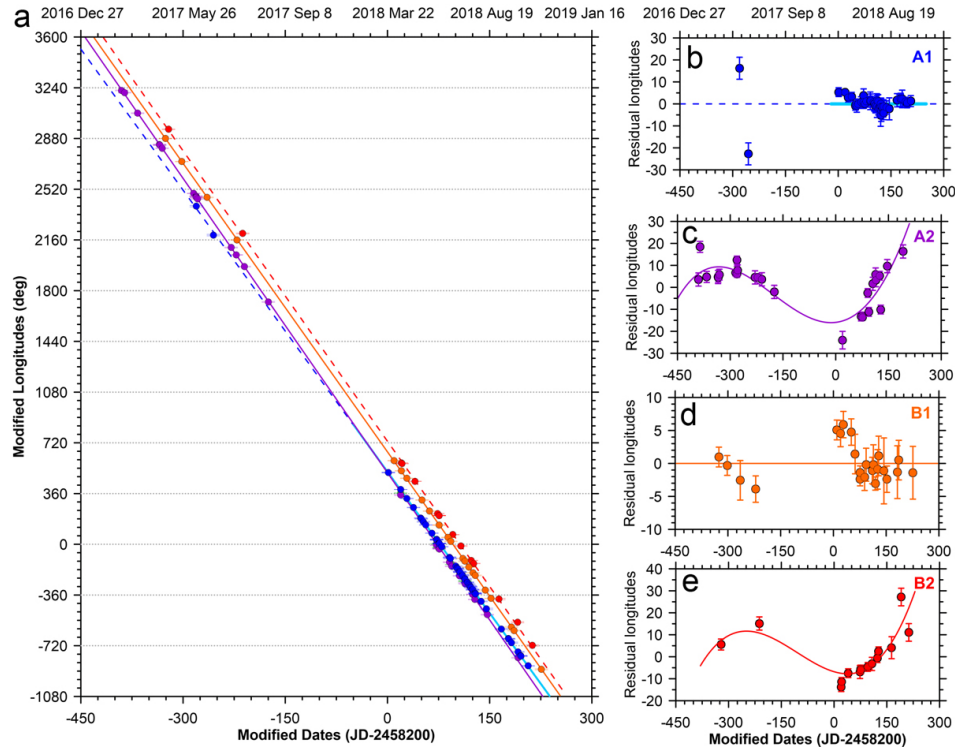 2016 Dec 27 2017 May 26 2017 Sep 8 2018 Mar 22 2018 Aug 19 2019 Jan 16
a
3600
3240
2880
2520
2160
1800
1440
1080
720
360
0
-360
-720
-1080
Modified Longitudes (deg)
-450 -300 -150 0 150 300
Modified Dates (JD-2458200)
2016 Dec 27 2017 Sep 8 2018 Aug 19
b
A1
30
20
10
0
-10
-20
-30
Residual longitudes
-450 -300 -150 0 150 300
c
A2
30
20
10
0
-10
-20
-30
Residual longitudes
-450 -300 -150 0 150 300
d
B1
10
5
0
-5
-10
Residual longitudes
-450 -300 -150 0 150 300
e
B2
40
30
20
10
0
-10
-20
Residual longitudes
-450 -300 -150 0 150 300
Modified Dates (JD-2458200)